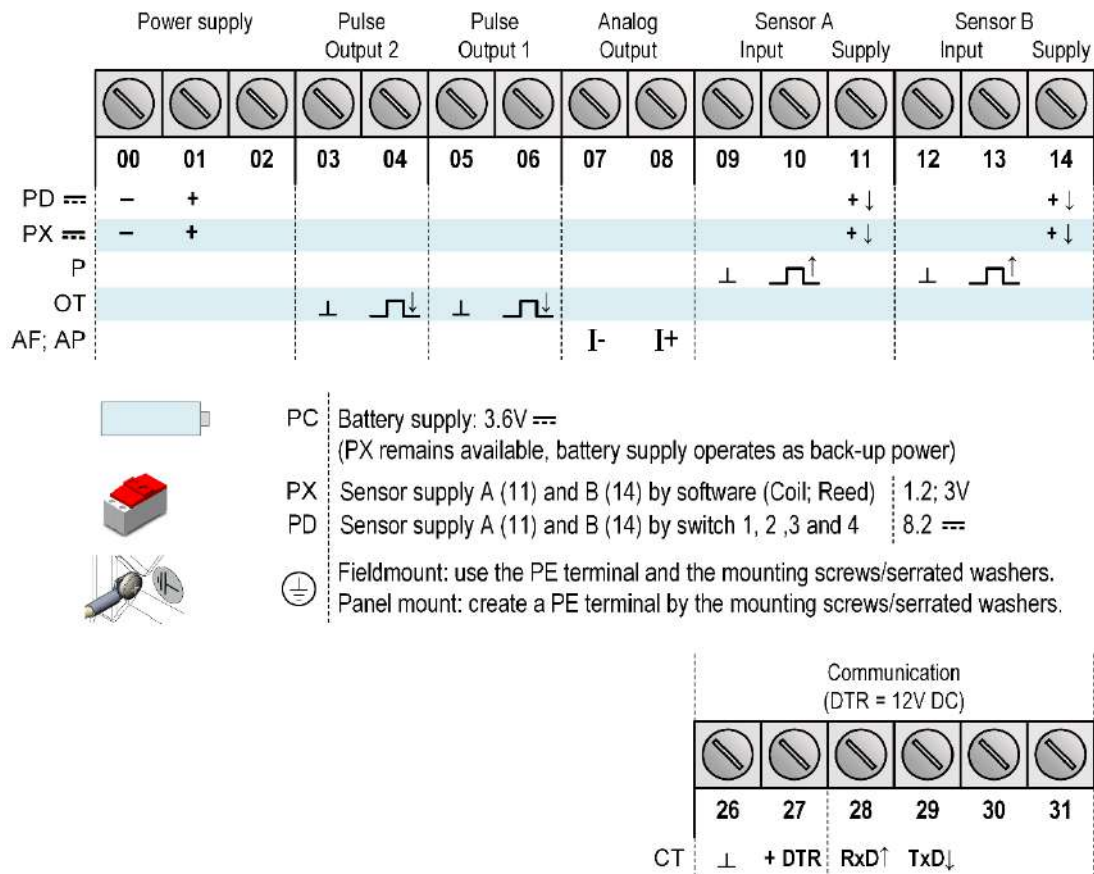 Power supply Pulse Pulse Analog Sensor A Sensor B
Output 2 Output 1 Output Input Supply Input Supply
00 01 02 03 04 05 06 07 08 09 10 11 12 13 14
PD ⎓ − + + ↓ + ↓
PX ⎓ − + + ↓ + ↓
P ⊥ ↑ ⊥ ↑
OT ⊥ ↓ ⊥ ↓
AF; AP I- I+
PC Battery supply: 3.6V ⎓
(PX remains available, battery supply operates as back-up power)
PX Sensor supply A (11) and B (14) by software (Coil; Reed) 1.2; 3V
PD Sensor supply A (11) and B (14) by switch 1, 2 ,3 and 4 8.2 ⎓
Fieldmount: use the PE terminal and the mounting screws/serrated washers.
Panel mount: create a PE terminal by the mounting screws/serrated washers.
Communication
(DTR = 12V DC)
26 27 28 29 30 31
CT ⊥ + DTR RxD↑ TxD↓